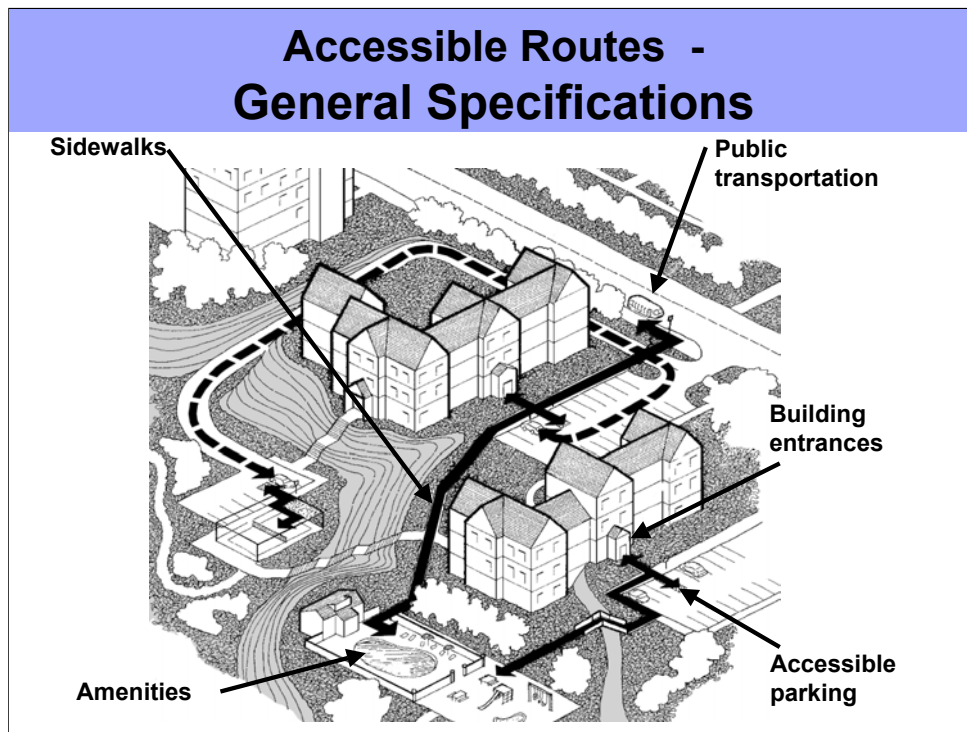 Accessible Routes -
General Specifications
Sidewalks
Public
transportation
Building
entrances
Accessible
parking
Amenities